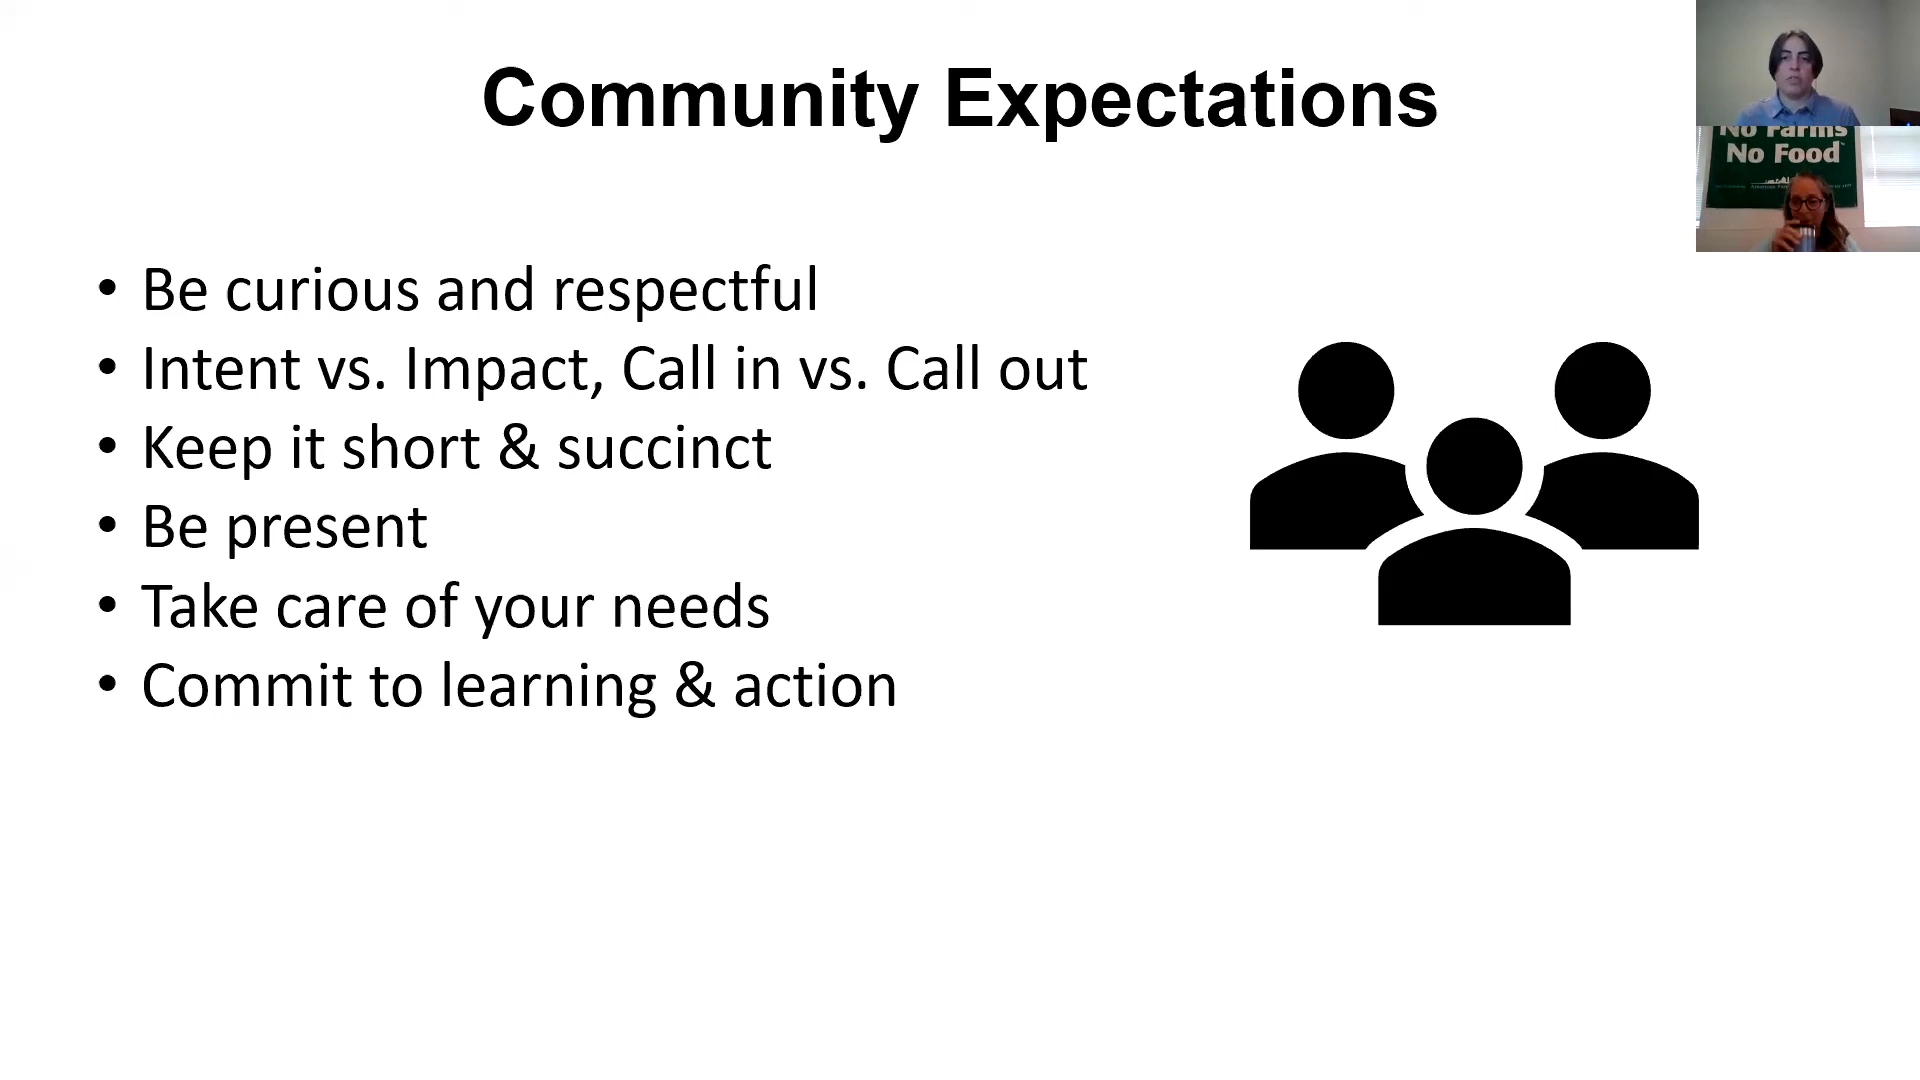 Community Expectations
No Farms
No Food
• Be curious and respectful
• Intent vs. Impact, Call in vs. Call out
• Keep it short & succinct
• Be present
• Take care of your needs
• Commit to learning & action